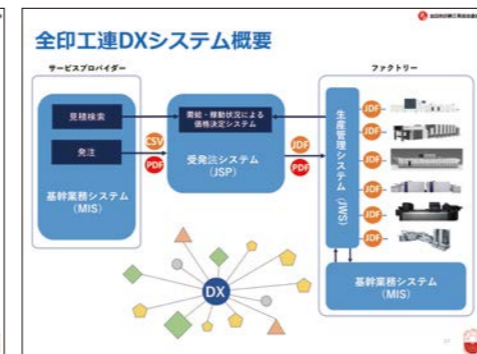 全印工連DXシステム概要
サービスプロバイダー
ファクトリー
見積検索
発注
基幹業務システム
(MIS)
CSV
PDF
需給・稼動状況による
価格決定システム
受発注システム
(JSP)
JDF
PDF
生産管理システム(JWS)
JDF
JDF
JDF
JDF
JDF
JDF
基幹業務システム
(MIS)
DX